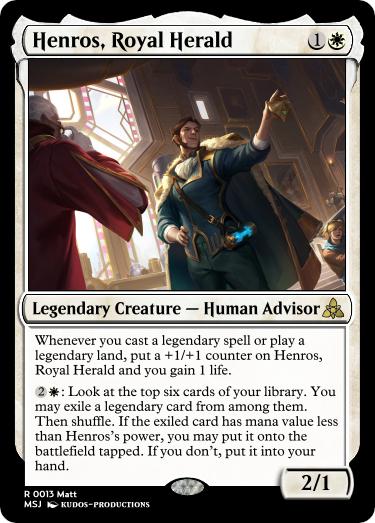 Henros, Royal Herald 1
Legendary Creature — Human Advisor
Whenever you cast a legendary spell or play a
legendary land, put a +1/+1 counter on Henros,
Royal Herald and you gain 1 life.
2: Look at the top six cards of your library. You
may exile a legendary card from among them.
Then shuffle. If the exiled card has mana value less
than Henros's power, you may put it onto the
battlefield tapped. If you don't, put it into your
hand.
2/1
R 0013 Matt
MSJ KUDOS-PRODUCTIONS